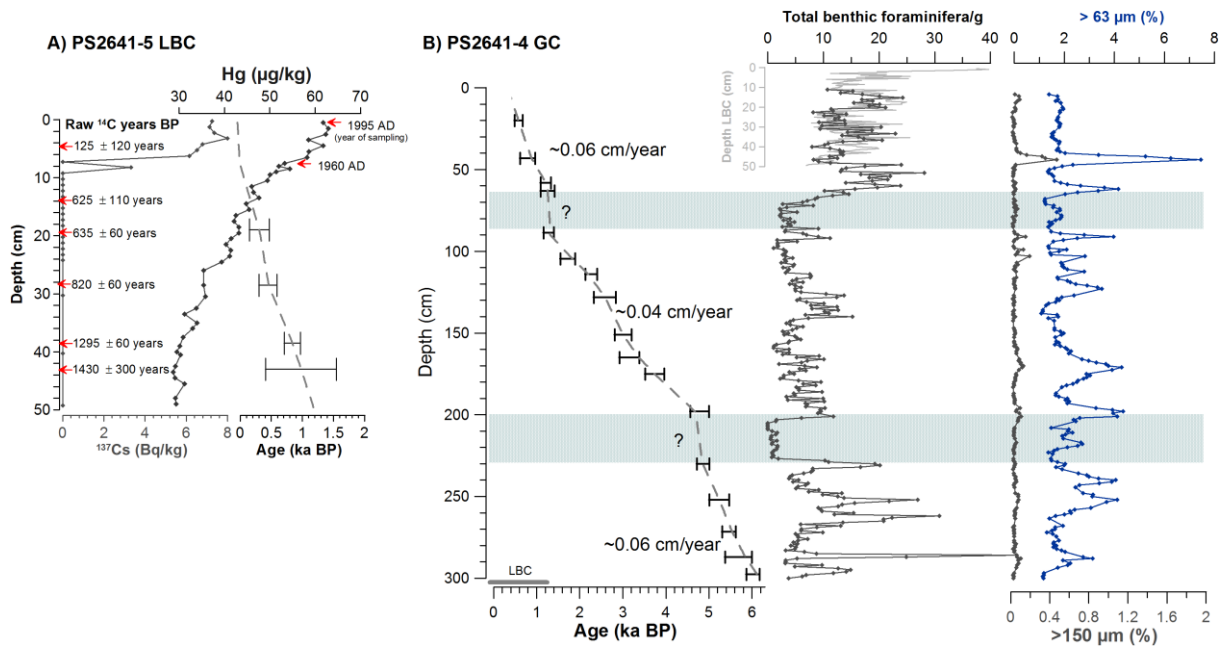 A) PS2641-5 LBC
Hg (µg/kg)
30 40 50 60 70
Raw ¹⁴C years BP
125 ± 120 years
625 ± 110 years
635 ± 60 years
820 ± 60 years
1295 ± 60 years
1430 ± 300 years
1995 AD
(year of sampling)
1960 AD
Depth (cm)
0
10
20
30
40
50
0 2 4 6 8
¹³⁷Cs (Bq/kg)
0 0.5 1 1.5 2
Age (ka BP)
B) PS2641-4 GC
Depth (cm)
0
50
100
150
200
250
300
~0.06 cm/year
?
~0.04 cm/year
?
~0.06 cm/year
LBC
0 1 2 3 4 5 6
Age (ka BP)
Total benthic foraminifera/g
0 10 20 30 40
Depth LBC (cm)
0
10
20
30
40
50
> 63 µm (%)
0 2 4 6 8
0 0.4 0.8 1.2 1.6 2
>150 µm (%)